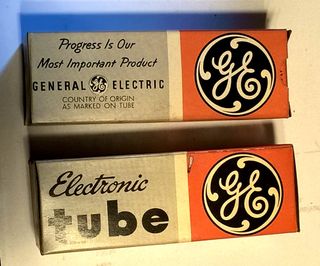 Progress Is Our
Most Important Product
GENERAL GE ELECTRIC
COUNTRY OF ORIGIN
AS MARKED ON TUBE
GE
Electronic
tube
GE